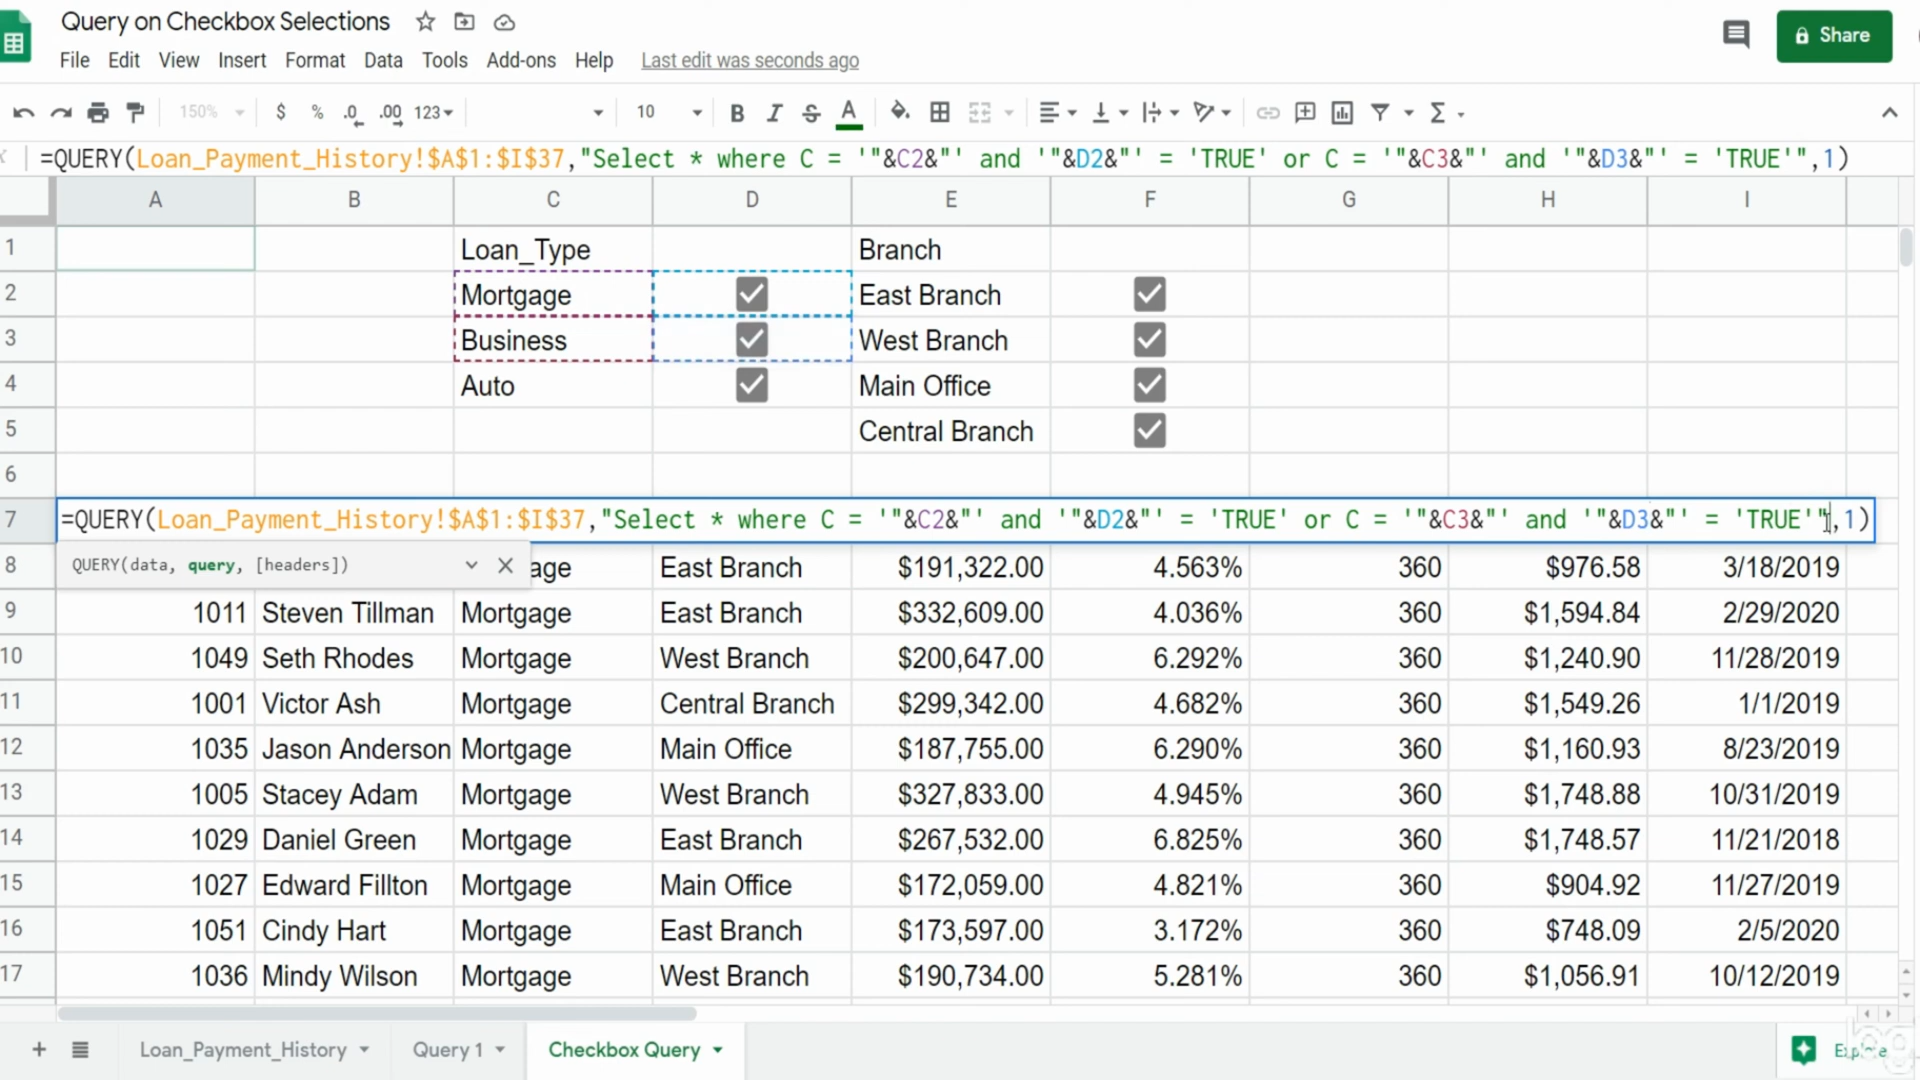 Query on Checkbox Selections
Share
File Edit View Insert Format Data Tools Add-ons Help Last edit was seconds ago
150% $ % .0 .00 123 10 B I S A
=QUERY(Loan_Payment_History!$A$1:$I$37,"Select * where C = '"&C2&"' and '"&D2&"' = 'TRUE' or C = '"&C3&"' and '"&D3&"' = 'TRUE'",1)
A B C D E F G H I
1 Loan_Type Branch
2 Mortgage East Branch
3 Business West Branch
4 Auto Main Office
5 Central Branch
6
7 =QUERY(Loan_Payment_History!$A$1:$I$37,"Select * where C = '"&C2&"' and '"&D2&"' = 'TRUE' or C = '"&C3&"' and '"&D3&"' = 'TRUE'",1)
QUERY(data, query, [headers])
8 age East Branch $191,322.00 4.563% 360 $976.58 3/18/2019
9 1011 Steven Tillman Mortgage East Branch $332,609.00 4.036% 360 $1,594.84 2/29/2020
10 1049 Seth Rhodes Mortgage West Branch $200,647.00 6.292% 360 $1,240.90 11/28/2019
11 1001 Victor Ash Mortgage Central Branch $299,342.00 4.682% 360 $1,549.26 1/1/2019
12 1035 Jason Anderson Mortgage Main Office $187,755.00 6.290% 360 $1,160.93 8/23/2019
13 1005 Stacey Adam Mortgage West Branch $327,833.00 4.945% 360 $1,748.88 10/31/2019
14 1029 Daniel Green Mortgage East Branch $267,532.00 6.825% 360 $1,748.57 11/21/2018
15 1027 Edward Fillton Mortgage Main Office $172,059.00 4.821% 360 $904.92 11/27/2019
16 1051 Cindy Hart Mortgage East Branch $173,597.00 3.172% 360 $748.09 2/5/2020
17 1036 Mindy Wilson Mortgage West Branch $190,734.00 5.281% 360 $1,056.91 10/12/2019
Loan_Payment_History Query 1 Checkbox Query Explore